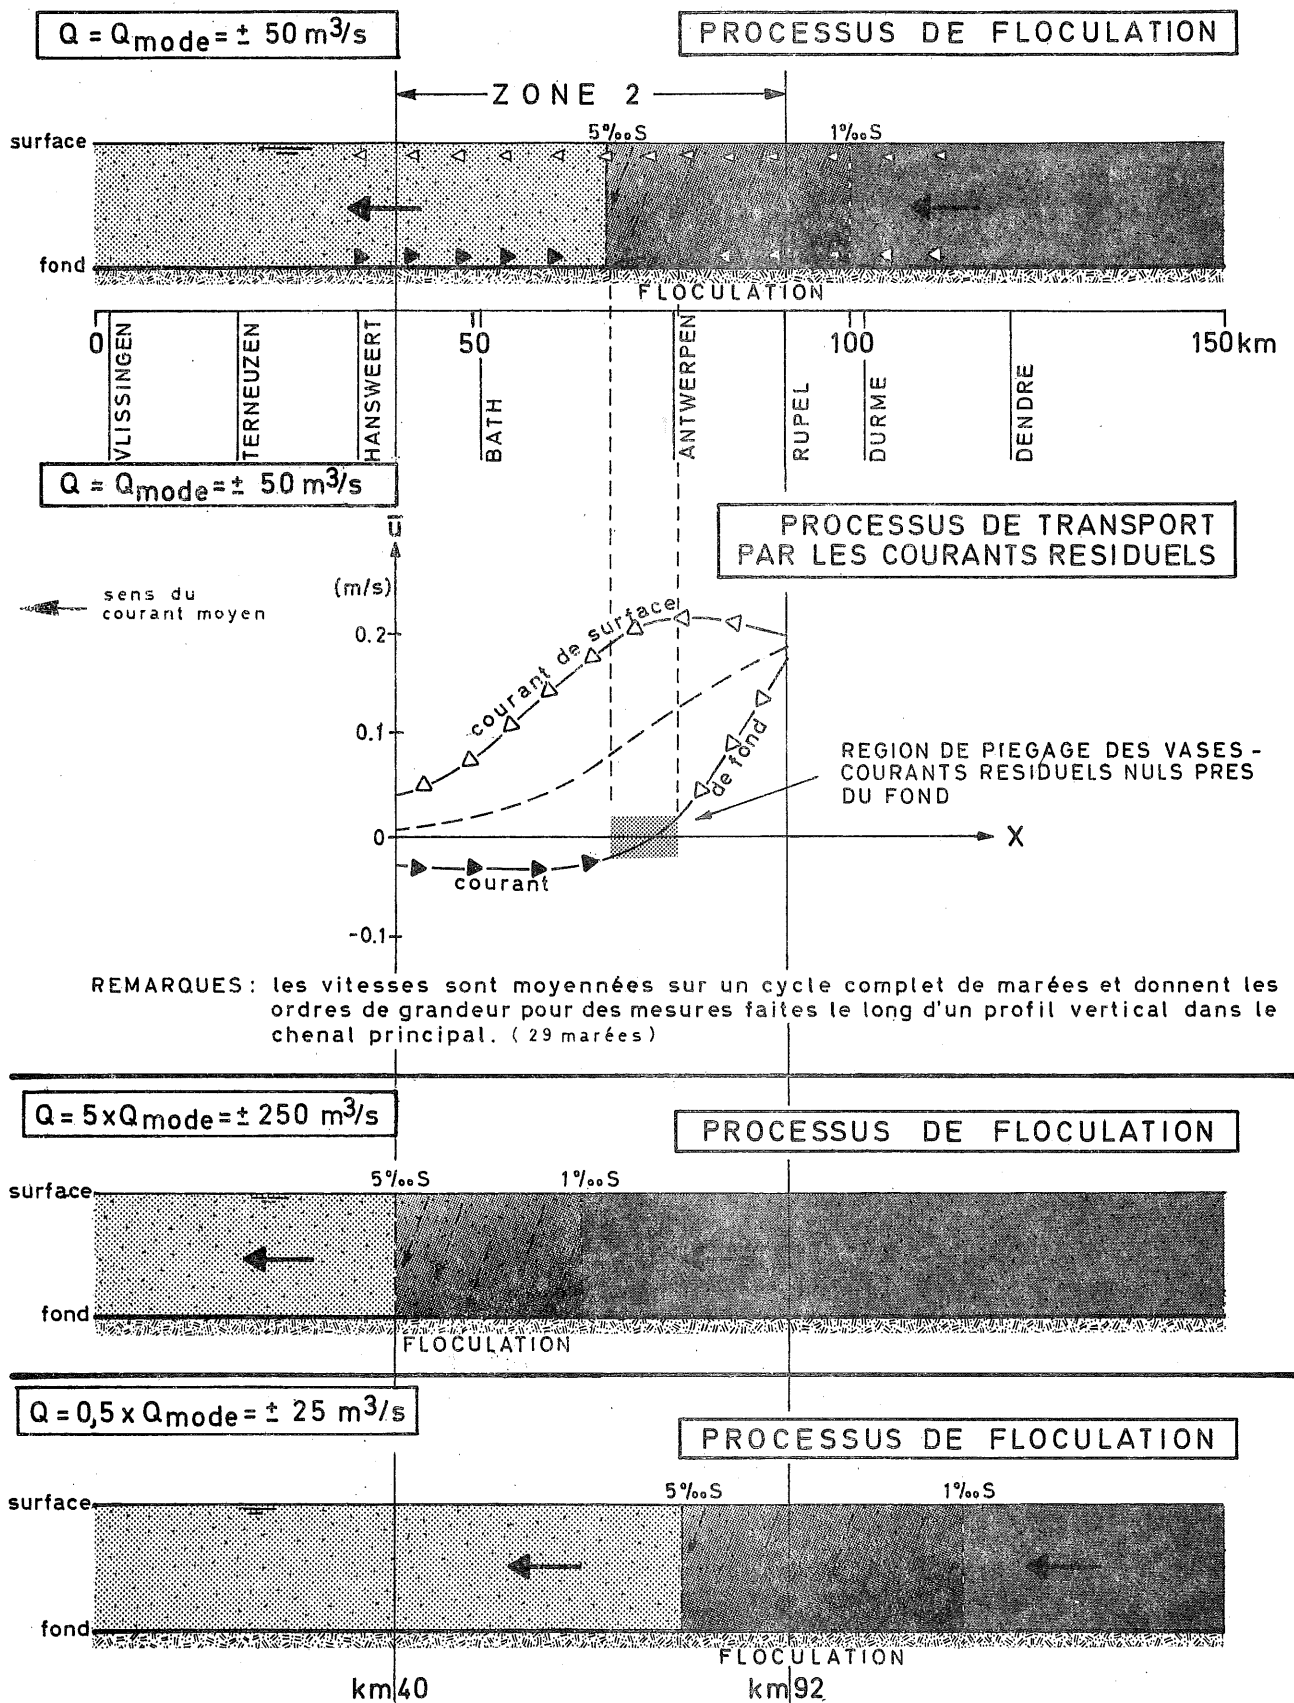 Q = Qmode = ± 50 m³/s
PROCESSUS DE FLOCULATION
ZONE 2
5‰S
1‰S
surface
fond
FLOCULATION
0
50
100
150 km
VLISSINGEN
TERNEUZEN
HANSWEERT
BATH
ANTWERPEN
RUPEL
DURME
DENDRE
Q = Qmode = ± 50 m³/s
PROCESSUS DE TRANSPORT
PAR LES COURANTS RESIDUELS
sens du
courant moyen
ū
(m/s)
0.2
0.1
0
-0.1
courant de surface
courant
de fond
X
REGION DE PIEGAGE DES VASES -
COURANTS RESIDUELS NULS PRES
DU FOND
REMARQUES : les vitesses sont moyennées sur un cycle complet de marées et donnent les
ordres de grandeur pour des mesures faites le long d'un profil vertical dans le
chenal principal. ( 29 marées )
Q = 5 x Qmode = ± 250 m³/s
PROCESSUS DE FLOCULATION
5‰S
1‰S
surface
fond
FLOCULATION
Q = 0,5 x Qmode = ± 25 m³/s
PROCESSUS DE FLOCULATION
5‰S
1‰S
surface
fond
FLOCULATION
km 40
km 92